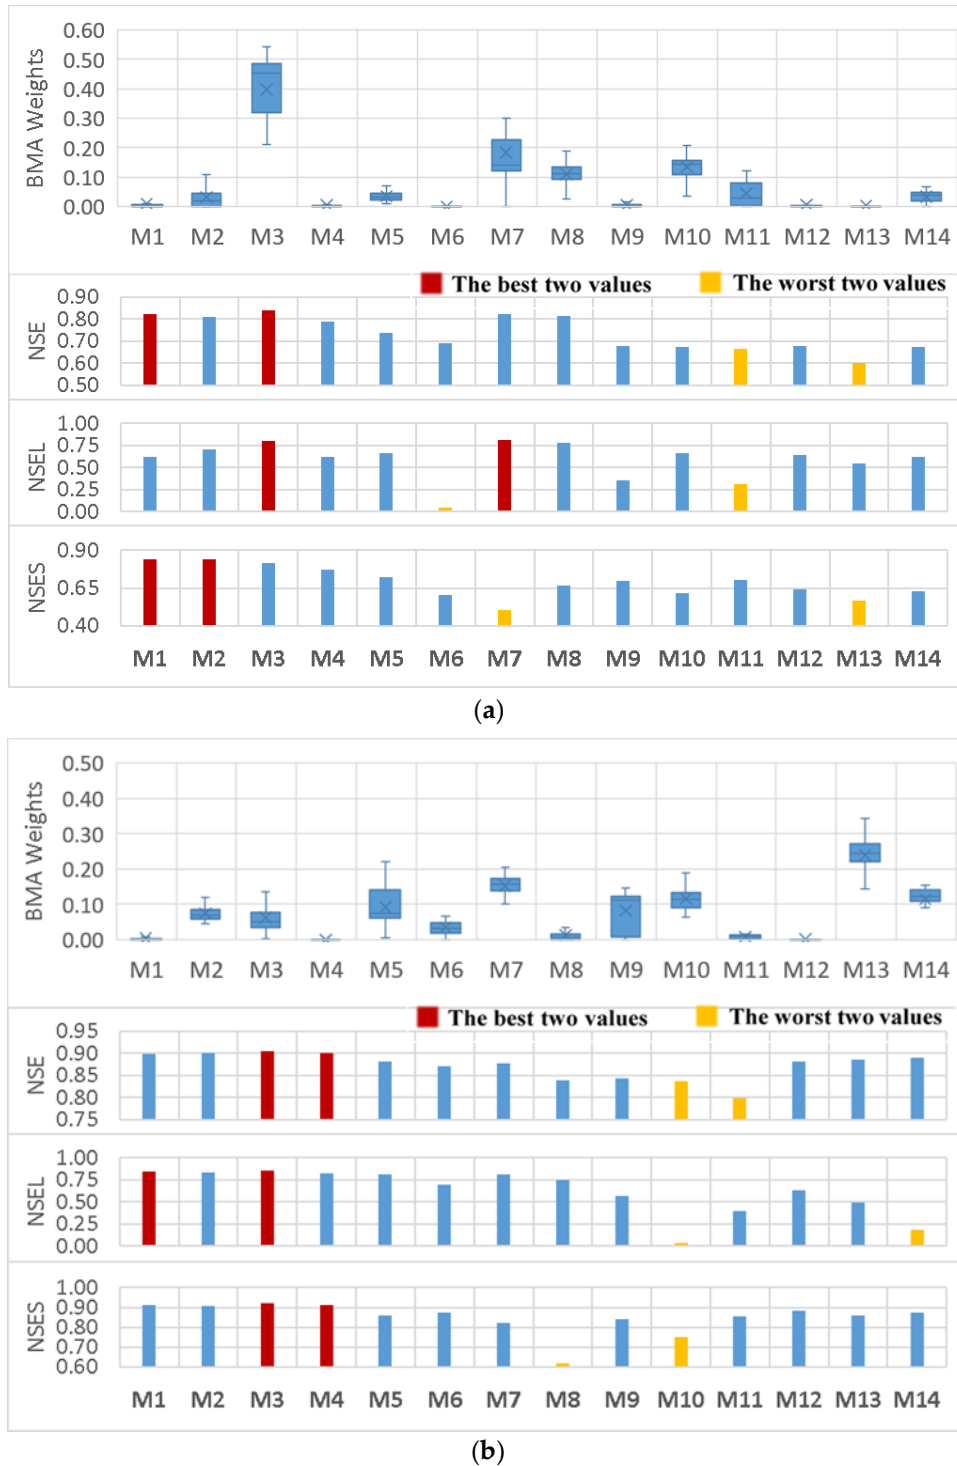 0.60
0.50
0.40
0.30
0.20
0.10
0.00
BMA Weights
M1 M2 M3 M4 M5 M6 M7 M8 M9 M10 M11 M12 M13 M14
The best two values The worst two values
0.90
0.80
0.70
0.60
0.50
NSE
1.00
0.75
0.50
0.25
0.00
NSEL
0.90
0.65
0.40
NSES
M1 M2 M3 M4 M5 M6 M7 M8 M9 M10 M11 M12 M13 M14
(a)
0.50
0.40
0.30
0.20
0.10
0.00
BMA Weights
M1 M2 M3 M4 M5 M6 M7 M8 M9 M10 M11 M12 M13 M14
The best two values The worst two values
0.95
0.90
0.85
0.80
0.75
NSE
1.00
0.75
0.50
0.25
0.00
NSEL
1.00
0.90
0.80
0.70
0.60
NSES
M1 M2 M3 M4 M5 M6 M7 M8 M9 M10 M11 M12 M13 M14
(b)